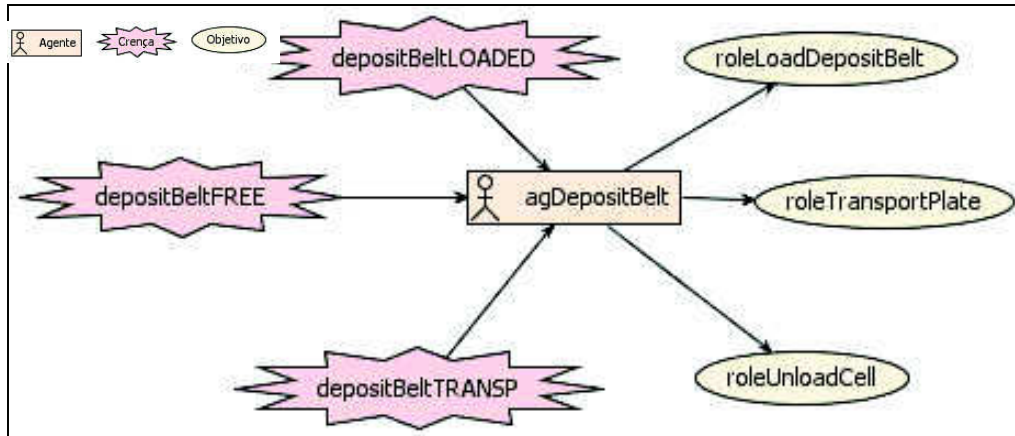 Agente
Crença
Objetivo
depositBeltLOADED
roleLoadDepositBelt
depositBeltFREE
agDepositBelt
roleTransportPlate
depositBeltTRANSP
roleUnloadCell